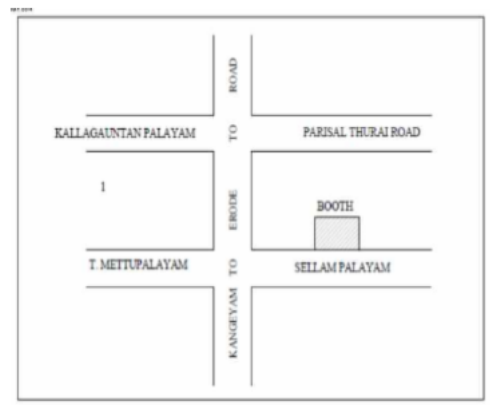 KALLAGAUNTAN PALAYAM
PARISAL THURAI ROAD
1
BOOTH
T. METTUPALAYAM
SELLAM PALAYAM
KANGEYAM TO ERODE TO ROAD